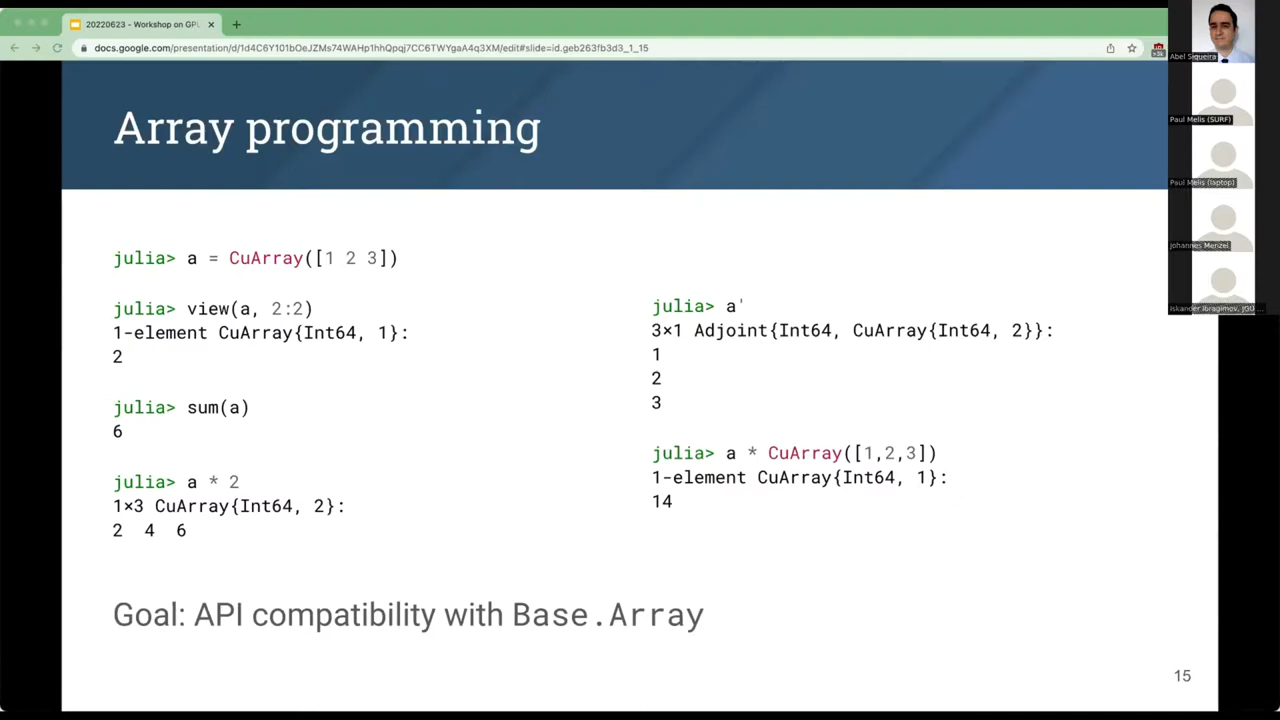 20220623 - Workshop on GPU
docs.google.com/presentation/d/1d4C6Y101bOeJZMs74WAHp1hhQpqj7CC6TWYgaA4q3XM/edit#slide=id.geb263fb3d3_1_15
Array programming
julia> a = CuArray([1 2 3])
julia> view(a, 2:2)
1-element CuArray{Int64, 1}:
2
julia> sum(a)
6
julia> a * 2
1×3 CuArray{Int64, 2}:
2 4 6
julia> a'
3×1 Adjoint{Int64, CuArray{Int64, 2}}:
1
2
3
julia> a * CuArray([1,2,3])
1-element CuArray{Int64, 1}:
14
Goal: API compatibility with Base.Array
15
Abel Siqueira
Paul Melis (SURF)
Paul Melis (laptop)
Johannes Menzel
Iskander Ibragimov, JGU ...